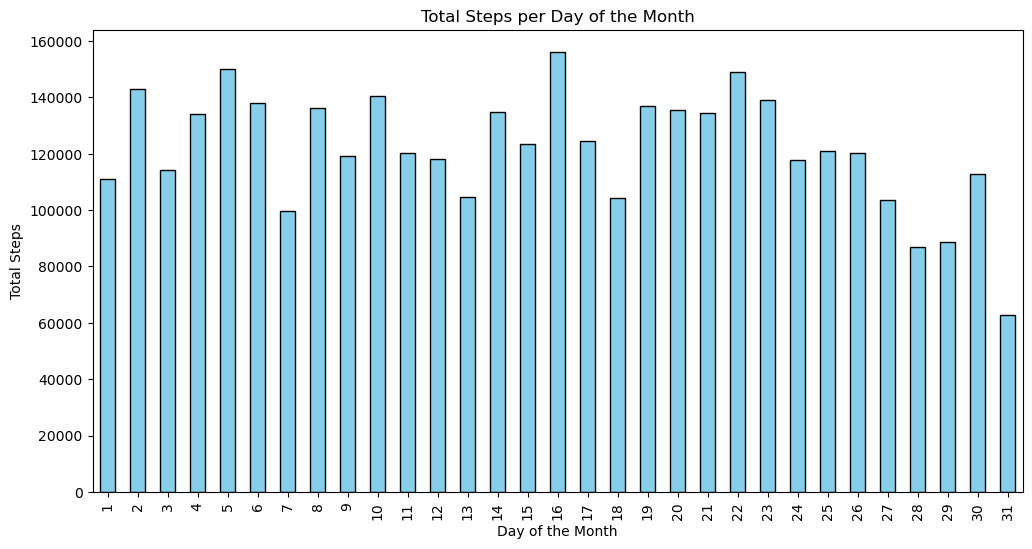 Total Steps per Day of the Month
Total Steps
160000
140000
120000
100000
80000
60000
40000
20000
0
1 2 3 4 5 6 7 8 9 10 11 12 13 14 15 16 17 18 19 20 21 22 23 24 25 26 27 28 29 30 31
Day of the Month